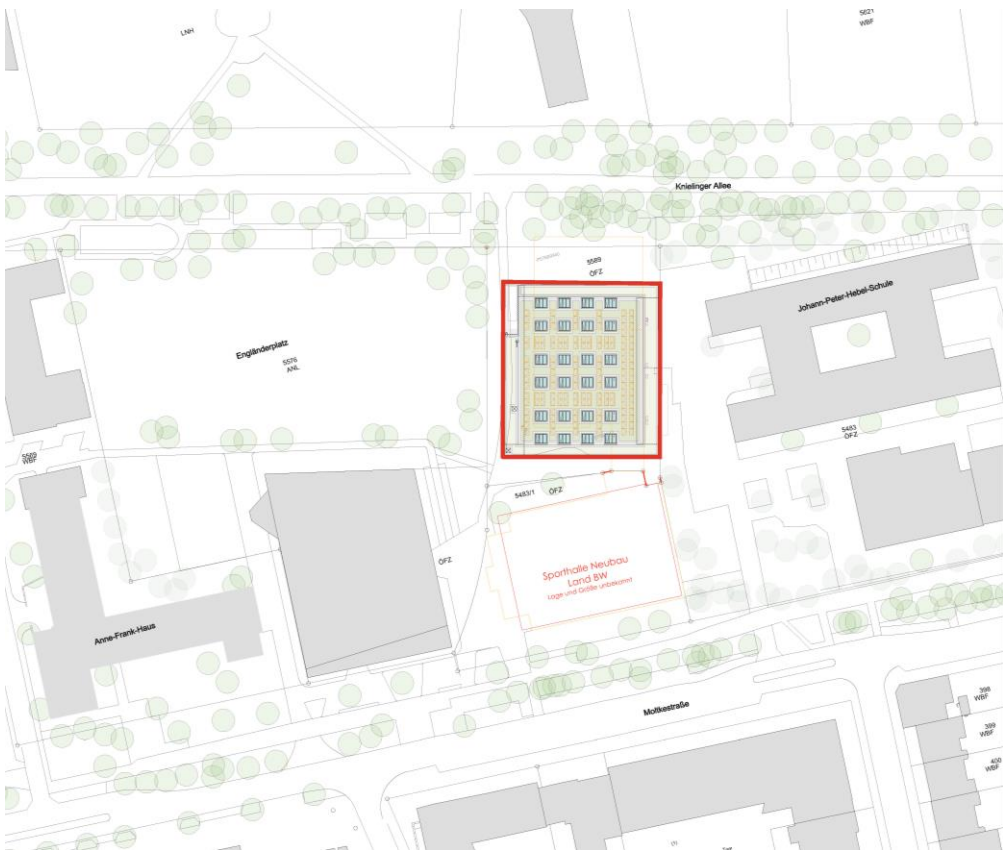 5621
WBF
LNH
Knielinger Allee
5589
ÖFZ
Johann-Peter-Hebel-Schule
Engländerplatz
5576
ANL
5483
ÖFZ
5569
WBF
5483/1 ÖFZ
ÖFZ
Sporthalle Neubau
Land BW
Lage und Größe unbekannt
Anne-Frank-Haus
Moltkestraße
398
WBF
399
WBF
400
WBF